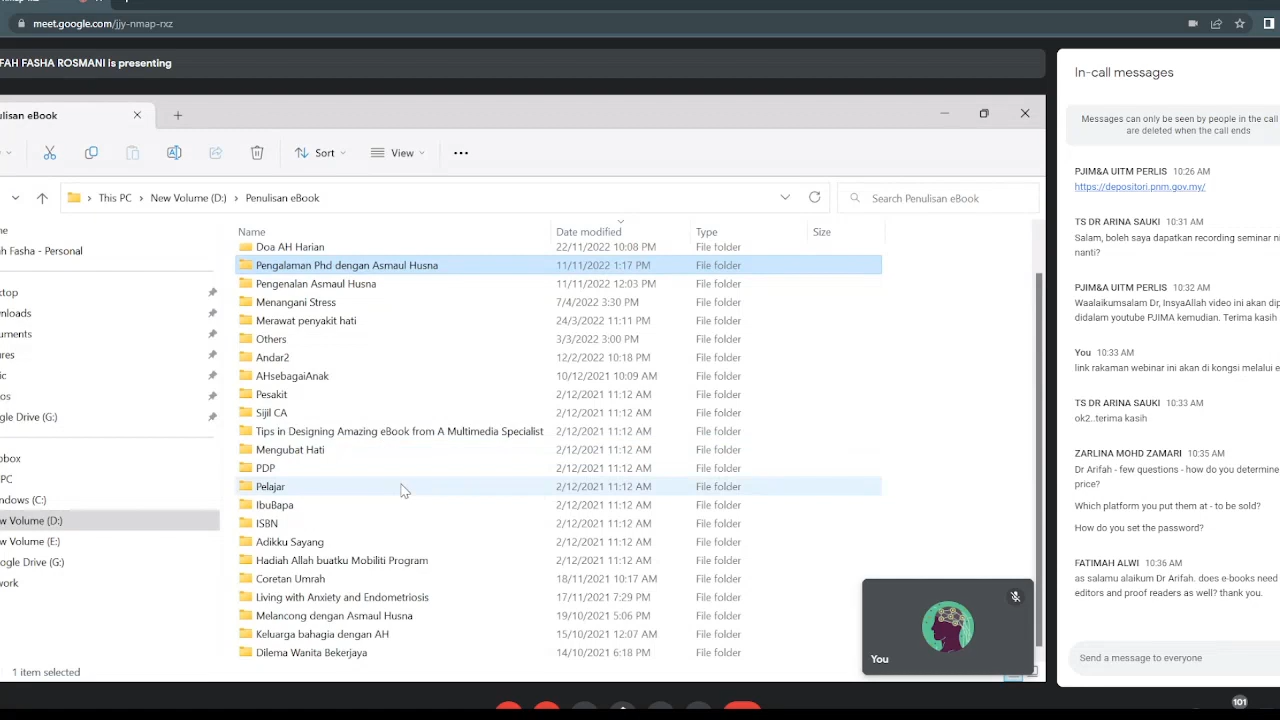 meet.google.com/jjy-nmap-rxz
FAH FASHA ROSMANI is presenting
nulisan eBook
Sort
View
This PC
New Volume (D:)
Penulisan eBook
Search Penulisan eBook
Name
Date modified
Type
Size
Doa AH Harian 22/11/2022 10:08 PM File folder
Pengalaman Phd dengan Asmaul Husna 11/11/2022 1:17 PM File folder
Pengenalan Asmaul Husna 11/11/2022 12:03 PM File folder
Menangani Stress 7/4/2022 3:30 PM File folder
Merawat penyakit hati 24/3/2022 11:11 PM File folder
Others 3/3/2022 3:00 PM File folder
Andar2 12/2/2022 10:18 PM File folder
AHsebagaiAnak 10/12/2021 10:09 AM File folder
Pesakit 2/12/2021 11:12 AM File folder
Sijil CA 2/12/2021 11:12 AM File folder
Tips in Designing Amazing eBook from A Multimedia Specialist 2/12/2021 11:12 AM File folder
Mengubat Hati 2/12/2021 11:12 AM File folder
PDP 2/12/2021 11:12 AM File folder
Pelajar 2/12/2021 11:12 AM File folder
IbuBapa 2/12/2021 11:12 AM File folder
ISBN 2/12/2021 11:12 AM File folder
Adikku Sayang 2/12/2021 11:12 AM File folder
Hadiah Allah buatku Mobiliti Program 2/12/2021 11:12 AM File folder
Coretan Umrah 18/11/2021 10:17 AM File folder
Living with Anxiety and Endometriosis 17/11/2021 7:29 PM File folder
Melancong dengan Asmaul Husna 19/10/2021 5:06 PM File folder
Keluarga bahagia dengan AH 15/10/2021 12:07 AM File folder
Dilema Wanita Bekerjaya 14/10/2021 6:18 PM File folder
me
h Fasha - Personal
ktop
nloads
uments
ures
ic
os
gle Drive (G:)
pbox
PC
ndows (C:)
w Volume (D:)
w Volume (E:)
ogle Drive (G:)
work
1 item selected
You
In-call messages
Messages can only be seen by people in the call
are deleted when the call ends
PJIM&A UITM PERLIS 10:26 AM
https://depositori.pnm.gov.my/
TS DR ARINA SAUKI 10:31 AM
Salam, boleh saya dapatkan recording seminar ni
nanti?
PJIM&A UITM PERLIS 10:32 AM
Waalaikumsalam Dr, InsyaAllah video ini akan dip
didalam youtube PJIMA kemudian. Terima kasih
You 10:33 AM
link rakaman webinar ini akan di kongsi melalui e
TS DR ARINA SAUKI 10:33 AM
ok2..terima kasih
ZARLINA MOHD ZAMARI 10:35 AM
Dr Arifah - few questions - how do you determine
price?
Which platform you put them at - to be sold?
How do you set the password?
FATIMAH ALWI 10:36 AM
as salamu alaikum Dr Arifah. does e-books need
editors and proof readers as well? thank you.
Send a message to everyone
101